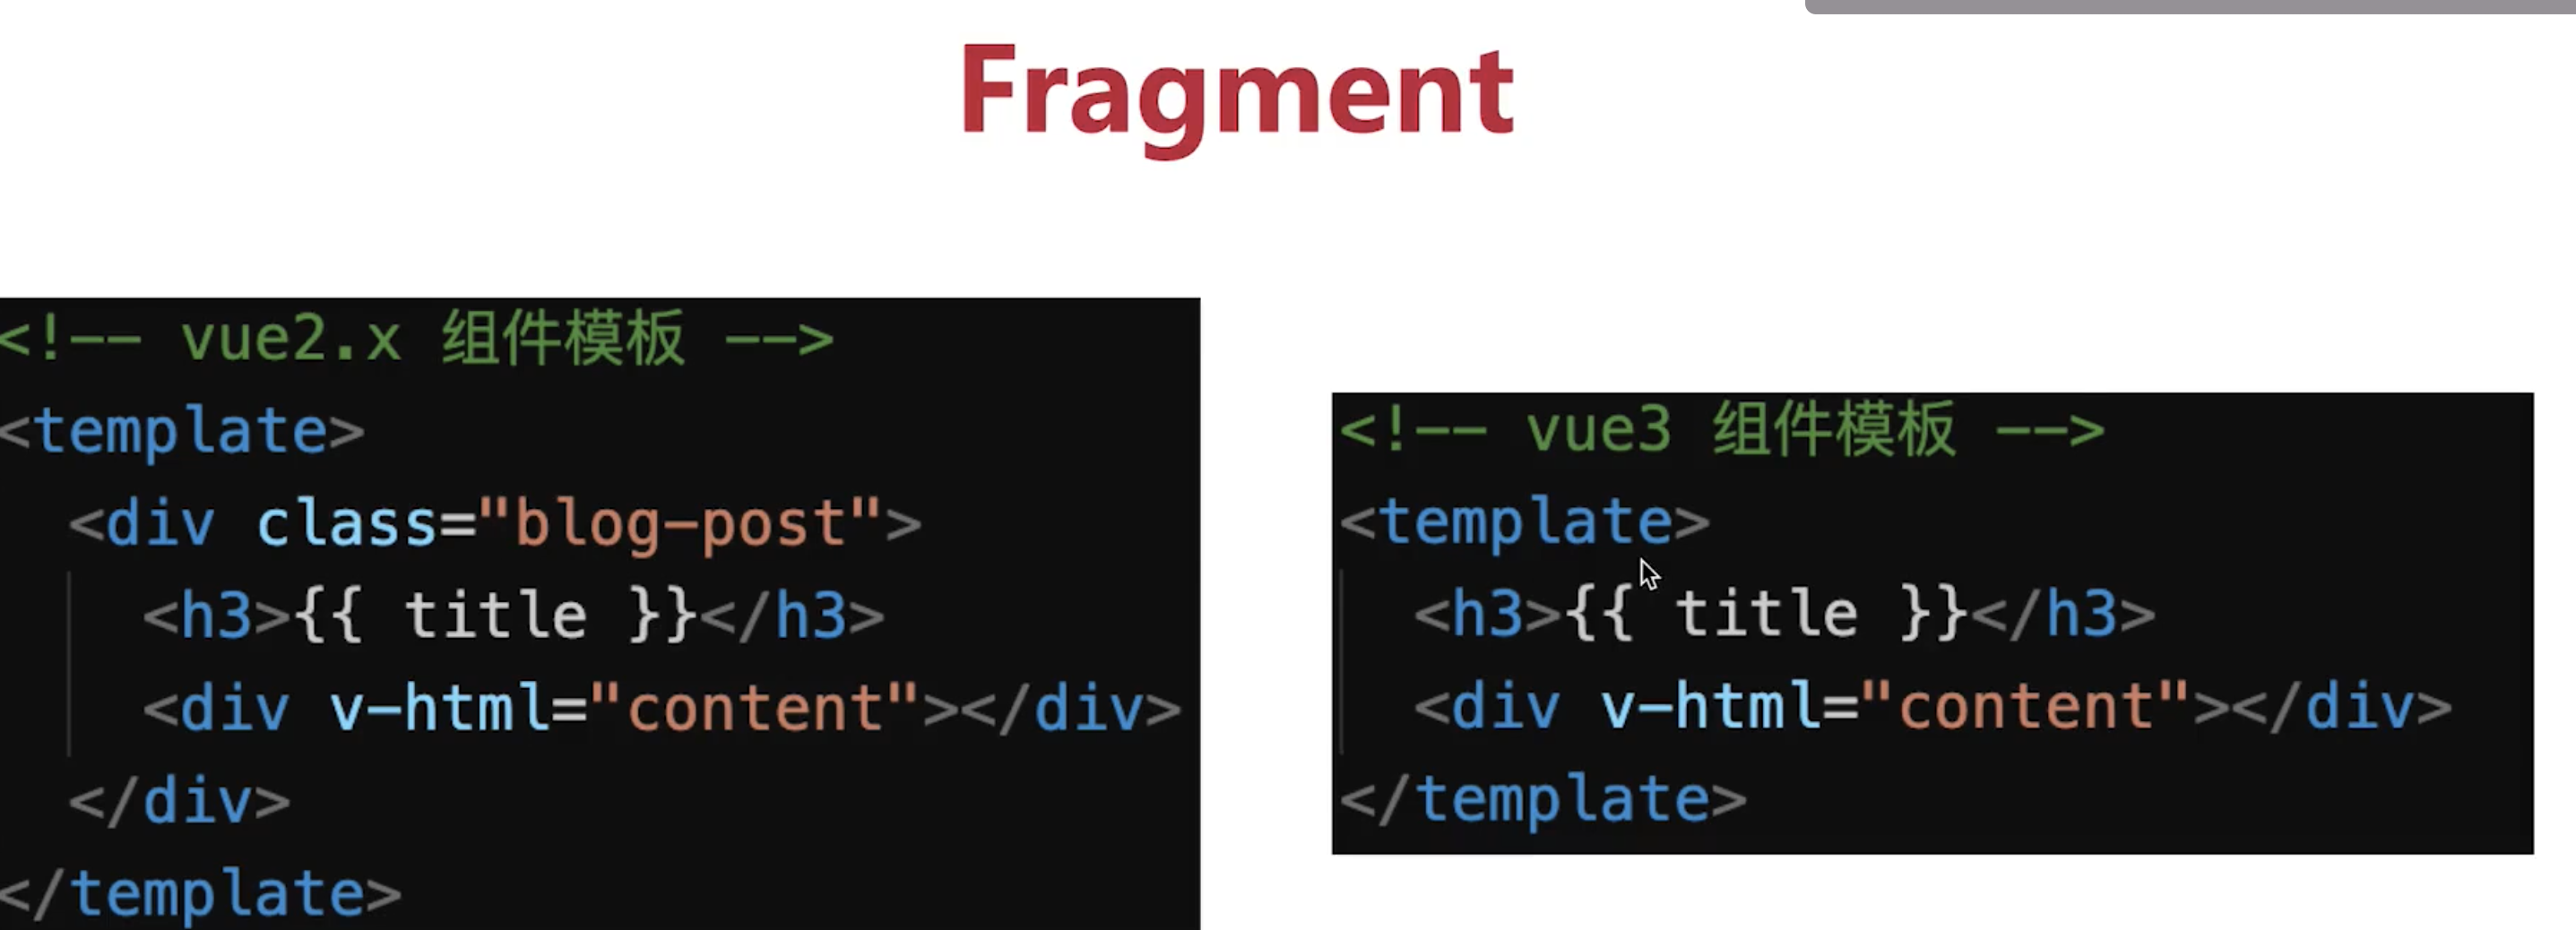 Fragment
<!-- vue2.x 组件模板 -->
<template>
<div class="blog-post">
<h3>{{ title }}</h3>
<div v-html="content"></div>
</div>
</template>
<!-- vue3 组件模板 -->
<template>
<h3>{{ title }}</h3>
<div v-html="content"></div>
</template>